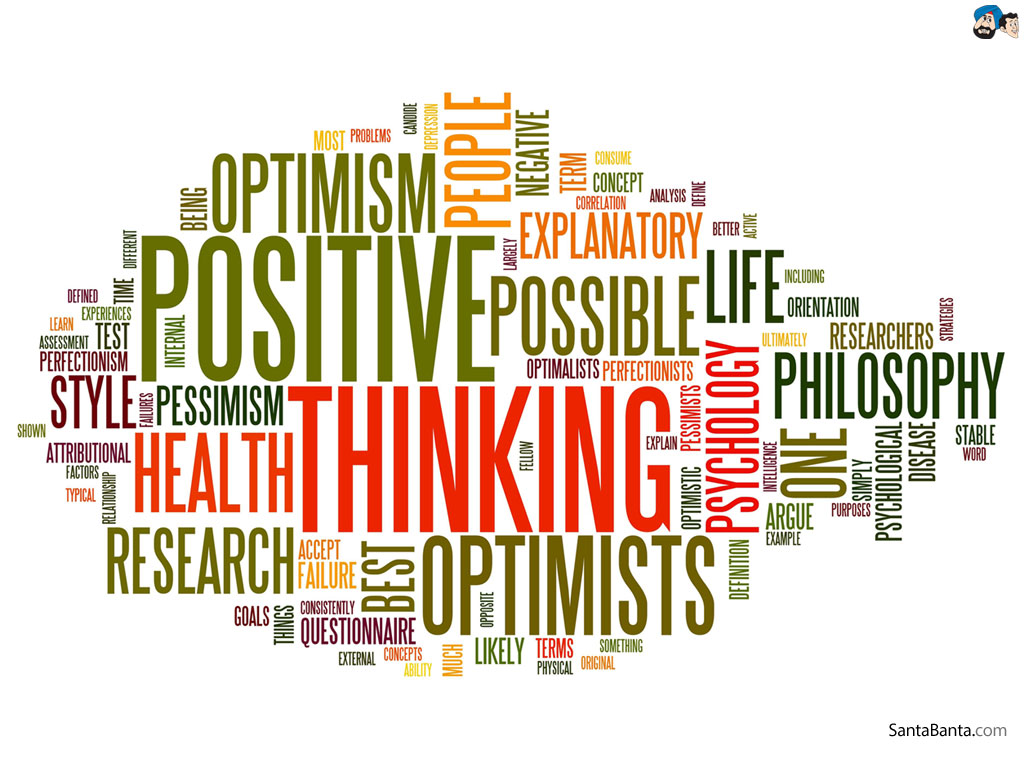 CANDIDE
DEPRESSION
PEOPLE
MOST
PROBLEMS
NEGATIVE
OPTIMISM
TERM
CONSUME
CONCEPT
BEING
CORRELATION
ANALYSIS
DEFINE
EXPLANATORY
BETTER
ACTIVE
DIFFERENT
POSITIVE
LARGELY
LIFE
INCLUDING
TIME
POSSIBLE
DEFINED
EXPERIENCES
ORIENTATION
LEARN
TEST
INTERNAL
RESEARCHERS
STRATEGIES
ASSESSMENT
ULTIMATELY
PERFECTIONISM
OPTIMALISTS
PERFECTIONISTS
PSYCHOLOGY
PHILOSOPHY
STYLE
FAILURES
PESSIMISM
THINKING
PESSIMISTS
SHOWN
HEALTH
FELLOW
EXPLAIN
INTELLIGENCE
ONE
PSYCHOLOGICAL
DISEASE
STABLE
ATTRIBUTIONAL
WORD
FACTORS
OPTIMISTIC
SIMPLY
TYPICAL
RELATIONSHIP
PURPOSES
ARGUE
EXAMPLE
RESEARCH
ACCEPT
FAILURE
BEST
OPTIMISTS
DEFINITION
OPPOSITE
GOALS
THINGS
CONSISTENTLY
QUESTIONNAIRE
EXTERNAL
CONCEPTS
ABILITY
MUCH
LIKELY
TERMS
SOMETHING
PHYSICAL
ORIGINAL
SantaBanta.com